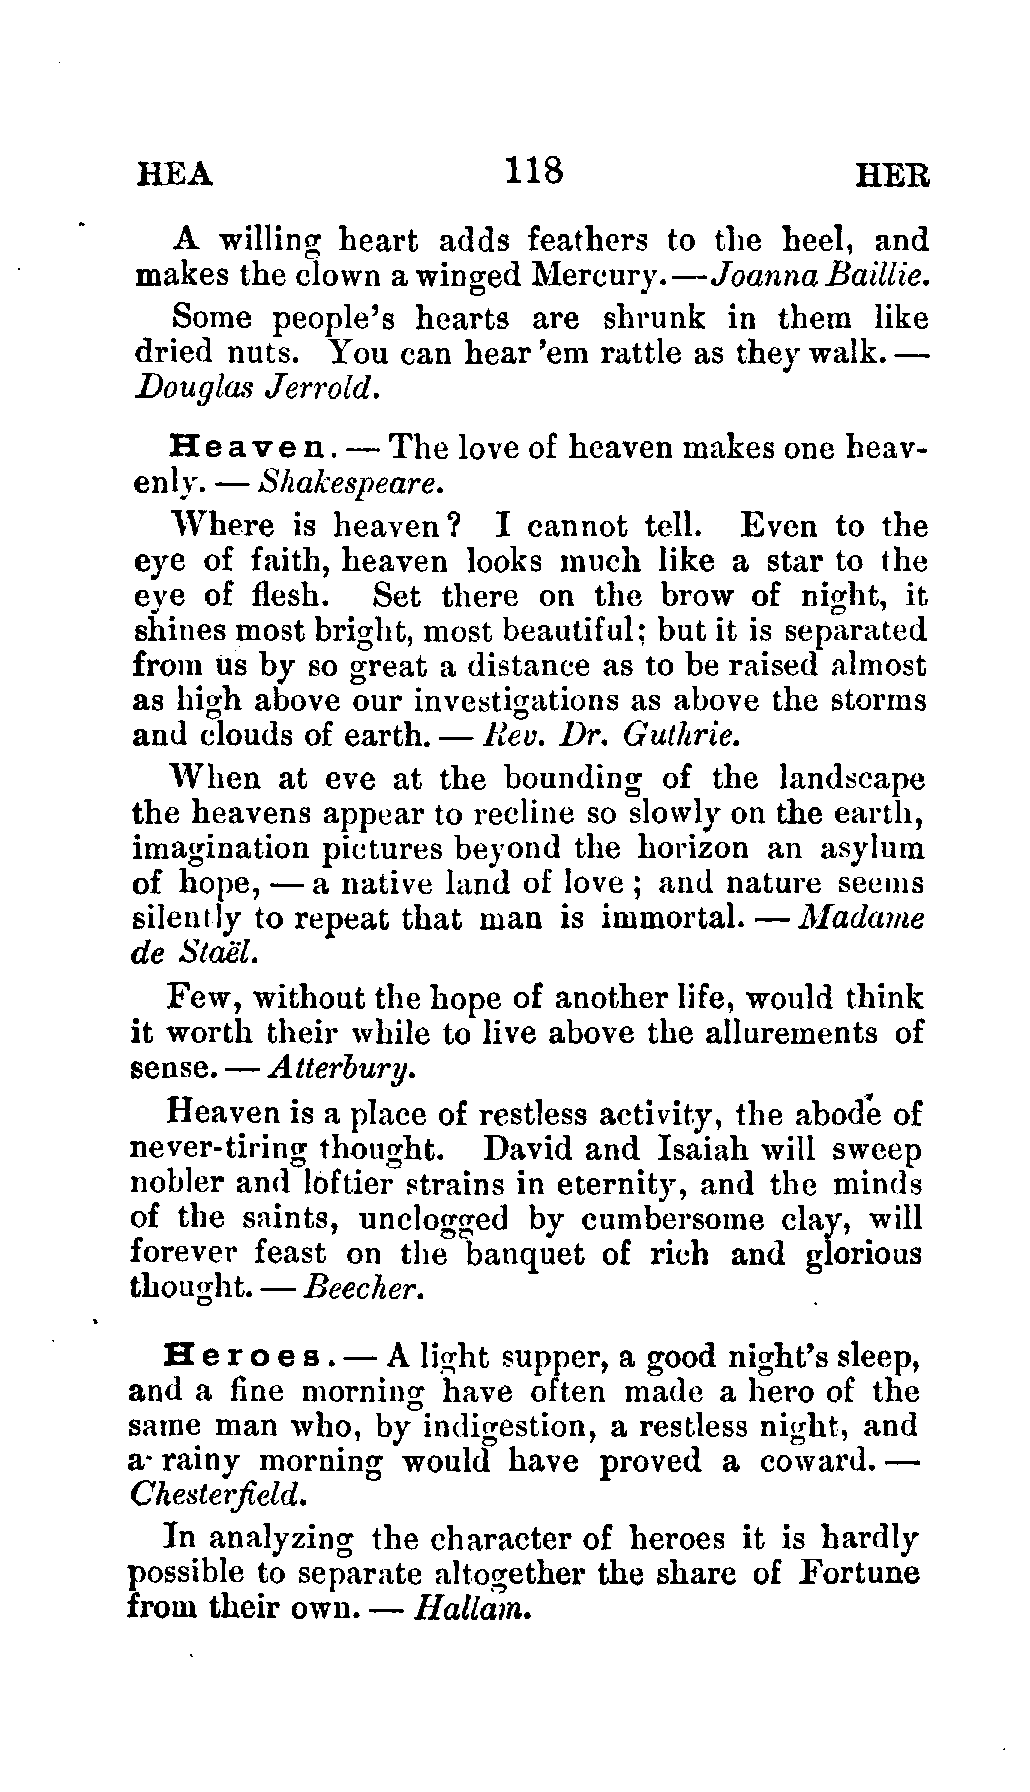 HEA 118 HER
A willing heart adds feathers to the heel, and
makes the clown a winged Mercury.—Joanna Baillie.
Some people's hearts are shrunk in them like
dried nuts. You can hear 'em rattle as they walk. —
Douglas Jerrold.
Heaven. — The love of heaven makes one heav-
enly. — Shakespeare.
Where is heaven? I cannot tell. Even to the
eye of faith, heaven looks much like a star to the
eye of flesh. Set there on the brow of night, it
shines most bright, most beautiful; but it is separated
from us by so great a distance as to be raised almost
as high above our investigations as above the storms
and clouds of earth. — Rev. Dr. Guthrie.
When at eve at the bounding of the landscape
the heavens appear to recline so slowly on the earth,
imagination pictures beyond the horizon an asylum
of hope, — a native land of love; and nature seems
silently to repeat that man is immortal. — Madame
de Staël.
Few, without the hope of another life, would think
it worth their while to live above the allurements of
sense. — Atterbury.
Heaven is a place of restless activity, the abode of
never-tiring thought. David and Isaiah will sweep
nobler and loftier strains in eternity, and the minds
of the saints, unclogged by cumbersome clay, will
forever feast on the banquet of rich and glorious
thought. — Beecher.
Heroes. — A light supper, a good night's sleep,
and a fine morning have often made a hero of the
same man who, by indigestion, a restless night, and
a rainy morning would have proved a coward. —
Chesterfield.
In analyzing the character of heroes it is hardly
possible to separate altogether the share of Fortune
from their own. — Hallam.